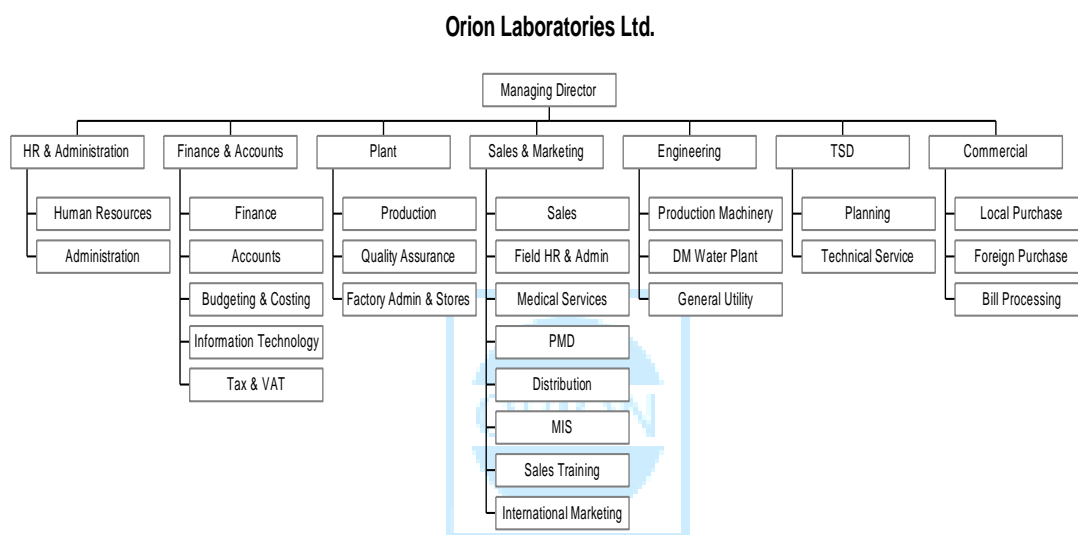 Orion Laboratories Ltd.
Managing Director
HR & Administration
Finance & Accounts
Plant
Sales & Marketing
Engineering
TSD
Commercial
Human Resources
Finance
Production
Sales
Production Machinery
Planning
Local Purchase
Administration
Accounts
Quality Assurance
Field HR & Admin
DM Water Plant
Technical Service
Foreign Purchase
Budgeting & Costing
Factory Admin & Stores
Medical Services
General Utility
Bill Processing
Information Technology
PMD
Tax & VAT
Distribution
MIS
Sales Training
International Marketing